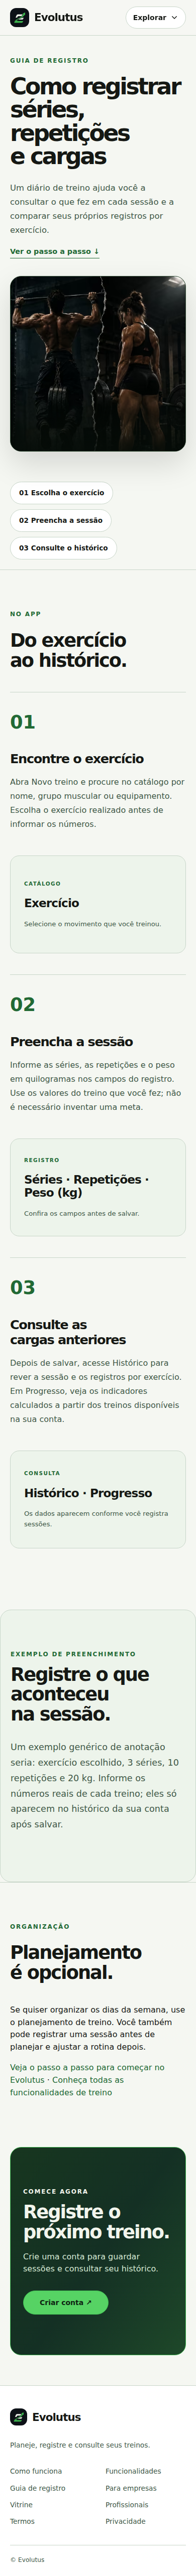 Evolutus
Explorar
GUIA DE REGISTRO
Como registrar
séries,
repetições
e cargas
Um diário de treino ajuda você a
consultar o que fez em cada sessão e a
comparar seus próprios registros por
exercício.
Ver o passo a passo ↓
01 Escolha o exercício
02 Preencha a sessão
03 Consulte o histórico
NO APP
Do exercício
ao histórico.
01
Encontre o exercício
Abra Novo treino e procure no catálogo por
nome, grupo muscular ou equipamento.
Escolha o exercício realizado antes de
informar os números.
CATÁLOGO
Exercício
Selecione o movimento que você treinou.
02
Preencha a sessão
Informe as séries, as repetições e o peso
em quilogramas nos campos do registro.
Use os valores do treino que você fez; não
é necessário inventar uma meta.
REGISTRO
Séries · Repetições ·
Peso (kg)
Confira os campos antes de salvar.
03
Consulte as
cargas anteriores
Depois de salvar, acesse Histórico para
rever a sessão e os registros por exercício.
Em Progresso, veja os indicadores
calculados a partir dos treinos disponíveis
na sua conta.
CONSULTA
Histórico · Progresso
Os dados aparecem conforme você registra
sessões.
EXEMPLO DE PREENCHIMENTO
Registre o que
aconteceu
na sessão.
Um exemplo genérico de anotação
seria: exercício escolhido, 3 séries, 10
repetições e 20 kg. Informe os
números reais de cada treino; eles só
aparecem no histórico da sua conta
após salvar.
ORGANIZAÇÃO
Planejamento
é opcional.
Se quiser organizar os dias da semana, use
o planejamento de treino. Você também
pode registrar uma sessão antes de
planejar e ajustar a rotina depois.
Veja o passo a passo para começar no
Evolutus · Conheça todas as
funcionalidades de treino
COMECE AGORA
Registre o
próximo treino.
Crie uma conta para guardar
sessões e consultar seu histórico.
Criar conta ↗
Evolutus
Planeje, registre e consulte seus treinos.
Como funciona
Funcionalidades
Guia de registro
Para empresas
Vitrine
Profissionais
Termos
Privacidade
© Evolutus